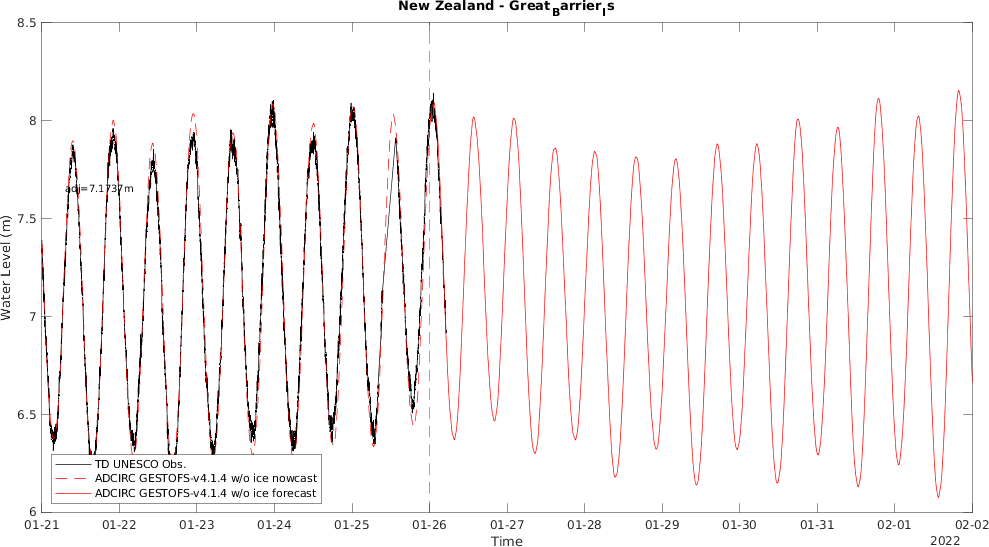 New Zealand - GreatBarrierIs
8.5
8
7.5
7
6.5
6
Water Level (m)
adj=7.1737m
TD UNESCO Obs.
ADCIRC GESTOFS-v4.1.4 w/o ice nowcast
ADCIRC GESTOFS-v4.1.4 w/o ice forecast
01-21 01-22 01-23 01-24 01-25 01-26 01-27 01-28 01-29 01-30 01-31 02-01 02-02
Time
2022